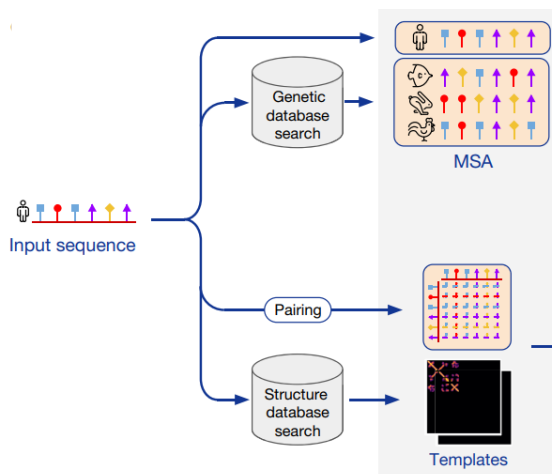 Genetic
database
search
MSA
Input sequence
Pairing
Structure
database
search
Templates